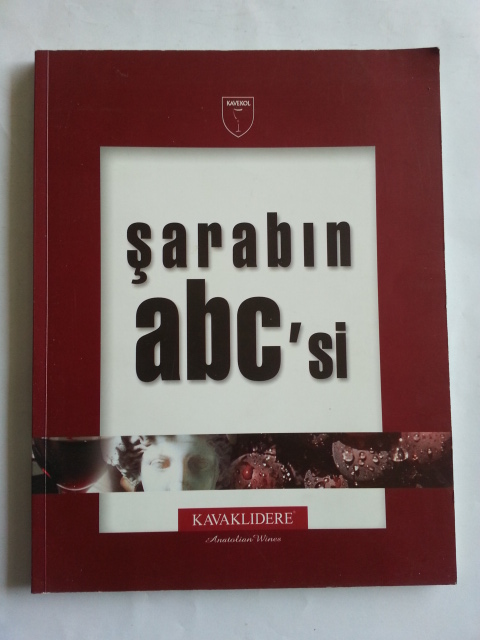 KAVEKOL
şarabın
abc'si
KAVAKLIDERE
Anatolian Wines